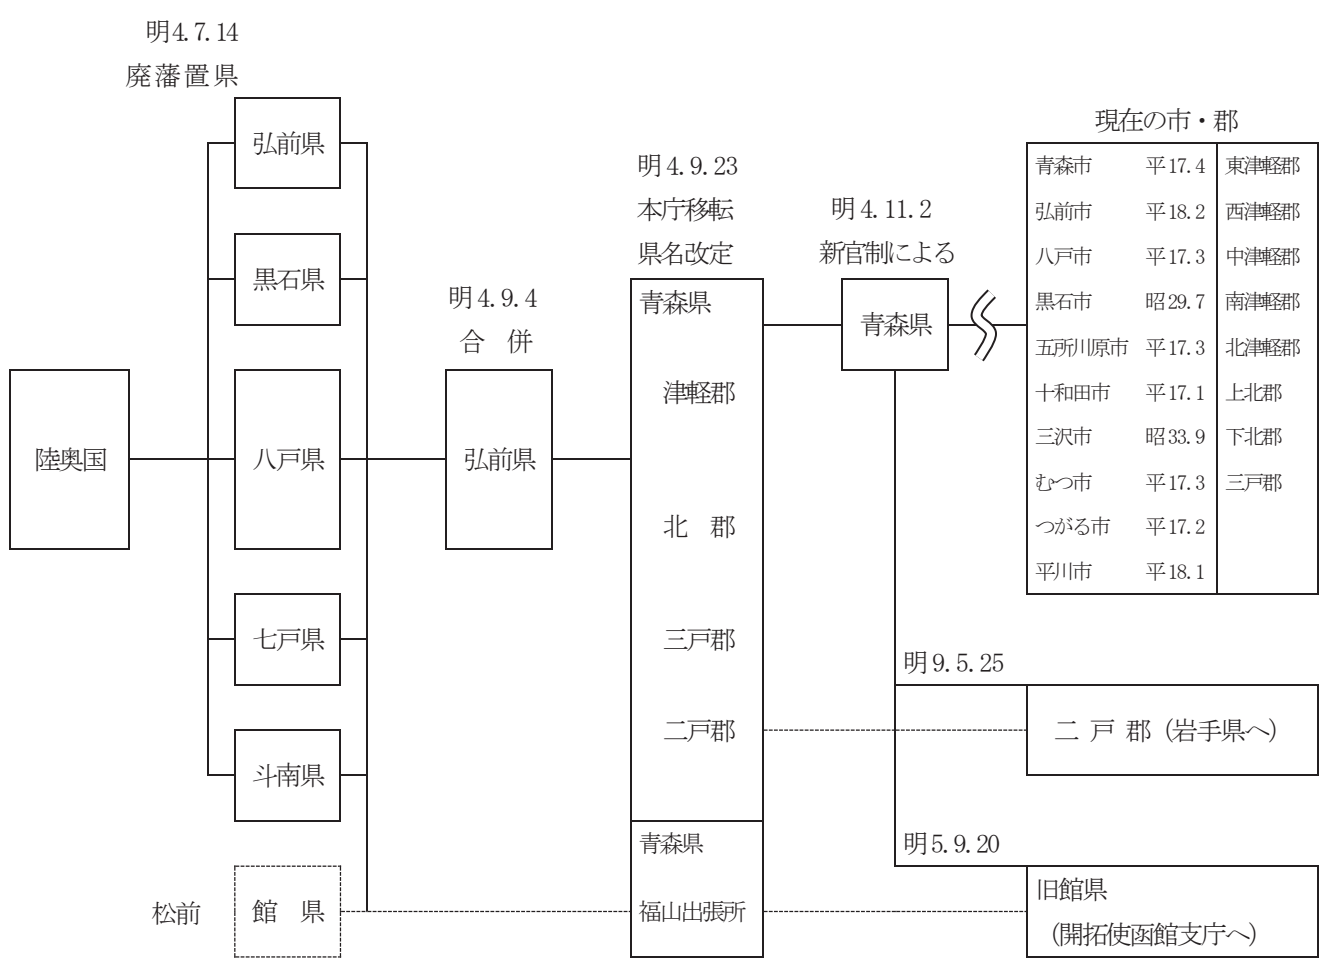 明4.7.14
廃藩置県
陸奥国
弘前県
黒石県
八戸県
七戸県
斗南県
松前
館 県
明4.9.4
合 併
弘前県
明4.9.23
本庁移転
県名改定
青森県
津軽郡
北 郡
三戸郡
二戸郡
青森県
福山出張所
明4.11.2
新官制による
青森県
現在の市・郡
青森市 平17.4 東津軽郡
弘前市 平18.2 西津軽郡
八戸市 平17.3 中津軽郡
黒石市 昭29.7 南津軽郡
五所川原市 平17.3 北津軽郡
十和田市 平17.1 上北郡
三沢市 昭33.9 下北郡
むつ市 平17.3 三戸郡
つがる市 平17.2
平川市 平18.1
明9.5.25
二 戸 郡 (岩手県へ)
明5.9.20
旧館県
(開拓使函館支庁へ)